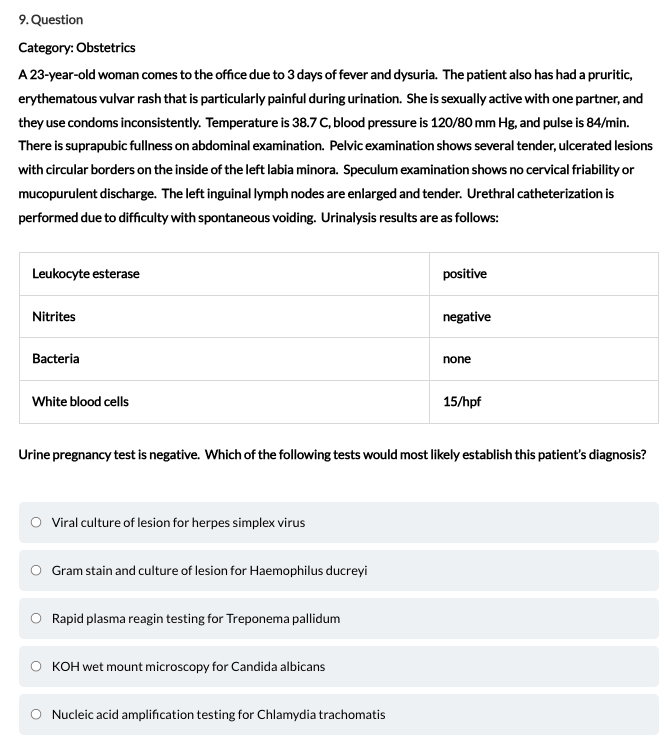 9. Question
Category: Obstetrics
A 23-year-old woman comes to the office due to 3 days of fever and dysuria. The patient also has had a pruritic,
erythematous vulvar rash that is particularly painful during urination. She is sexually active with one partner, and
they use condoms inconsistently. Temperature is 38.7 C, blood pressure is 120/80 mm Hg, and pulse is 84/min.
There is suprapubic fullness on abdominal examination. Pelvic examination shows several tender, ulcerated lesions
with circular borders on the inside of the left labia minora. Speculum examination shows no cervical friability or
mucopurulent discharge. The left inguinal lymph nodes are enlarged and tender. Urethral catheterization is
performed due to difficulty with spontaneous voiding. Urinalysis results are as follows:
Leukocyte esterase positive
Nitrites negative
Bacteria none
White blood cells 15/hpf
Urine pregnancy test is negative. Which of the following tests would most likely establish this patient's diagnosis?
Viral culture of lesion for herpes simplex virus
Gram stain and culture of lesion for Haemophilus ducreyi
Rapid plasma reagin testing for Treponema pallidum
KOH wet mount microscopy for Candida albicans
Nucleic acid amplification testing for Chlamydia trachomatis